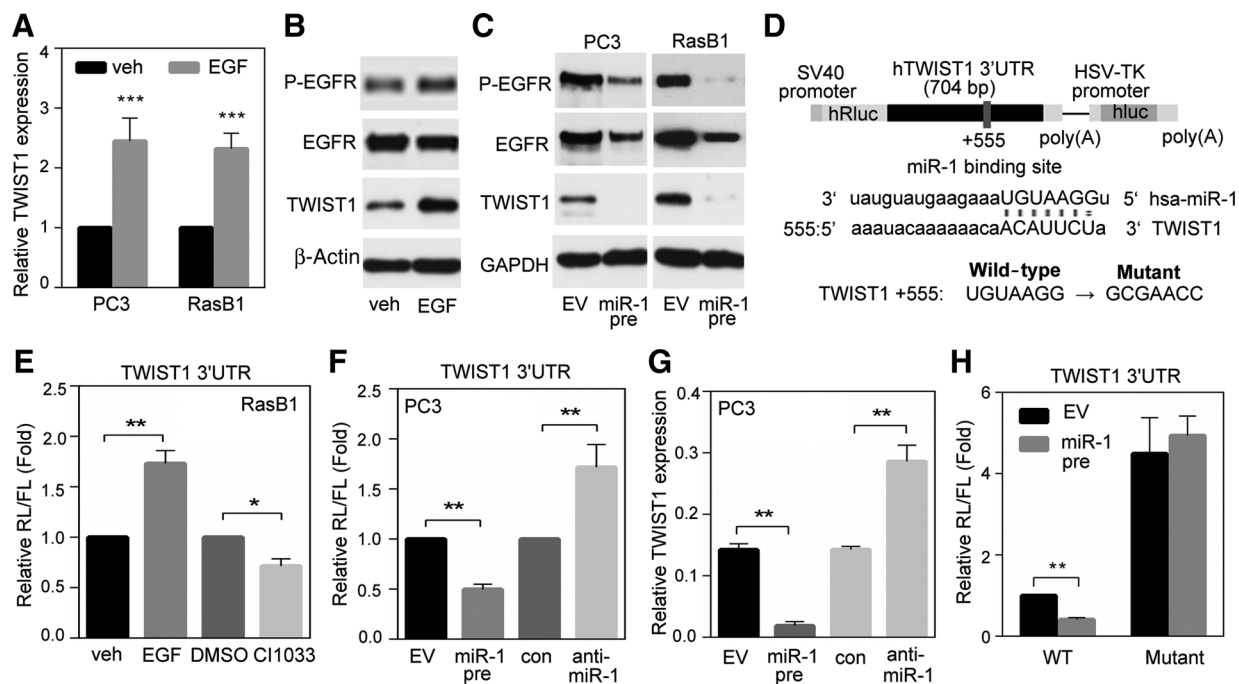 A
Relative TWIST1 expression
4
3
2
1
0
veh
EGF
***
***
PC3
RasB1
B
P-EGFR
EGFR
TWIST1
β-Actin
veh EGF
C
PC3 RasB1
P-EGFR
EGFR
TWIST1
GAPDH
EV miR-1 pre EV miR-1 pre
D
SV40 promoter
hTWIST1 3'UTR (704 bp)
HSV-TK promoter
hRluc
hluc
+555
poly(A)
poly(A)
miR-1 binding site
3‘ uauguaugaagaaaUGUAAGGu 5‘ hsa-miR-1
555:5’ aaauacaaaaaacaACAUUCUa 3‘ TWIST1
Wild-type Mutant
TWIST1 +555: UGUAAGG → GCGAACC
E
TWIST1 3'UTR
RasB1
Relative RL/FL (Fold)
2.5
2.0
1.5
1.0
0.5
0.0
**
*
veh EGF DMSO CI1033
F
TWIST1 3'UTR
PC3
Relative RL/FL (Fold)
2.5
2.0
1.5
1.0
0.5
0.0
**
**
EV miR-1 pre con anti-miR-1
G
PC3
Relative TWIST1 expression
0.4
0.3
0.2
0.1
0.0
**
**
EV miR-1 pre con anti-miR-1
H
TWIST1 3'UTR
Relative RL/FL (Fold)
6
4
2
0
EV
miR-1 pre
**
WT Mutant